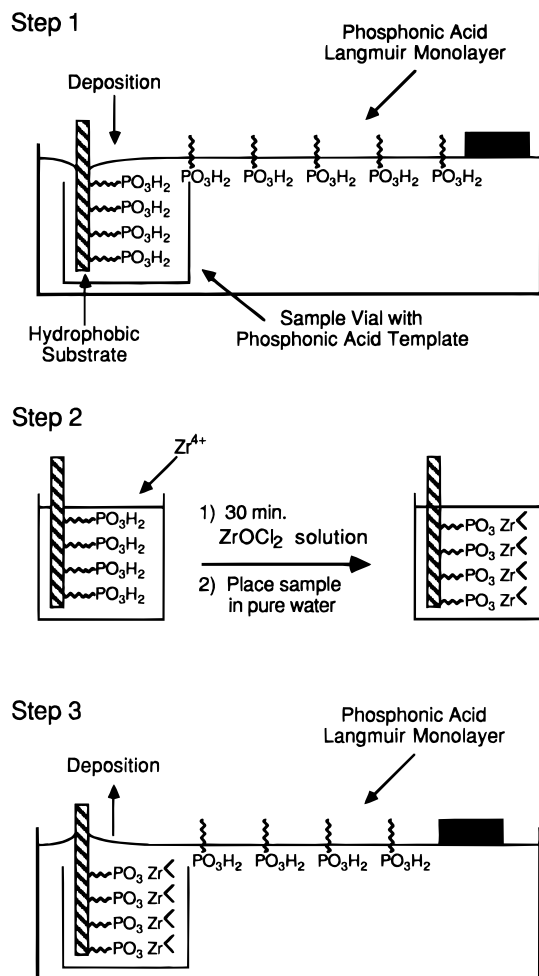 Step 1
Phosphonic Acid
Langmuir Monolayer
Deposition
PO3H2 PO3H2 PO3H2 PO3H2 PO3H2
PO3H2
PO3H2
PO3H2
PO3H2
Hydrophobic
Substrate
Sample Vial with
Phosphonic Acid Template
Step 2
Zr4+
PO3H2
PO3H2
PO3H2
PO3H2
1) 30 min.
ZrOCl2 solution
2) Place sample
in pure water
PO3 Zr
PO3 Zr
PO3 Zr
PO3 Zr
Step 3
Phosphonic Acid
Langmuir Monolayer
Deposition
PO3H2 PO3H2 PO3H2 PO3H2
PO3 Zr
PO3 Zr
PO3 Zr
PO3 Zr